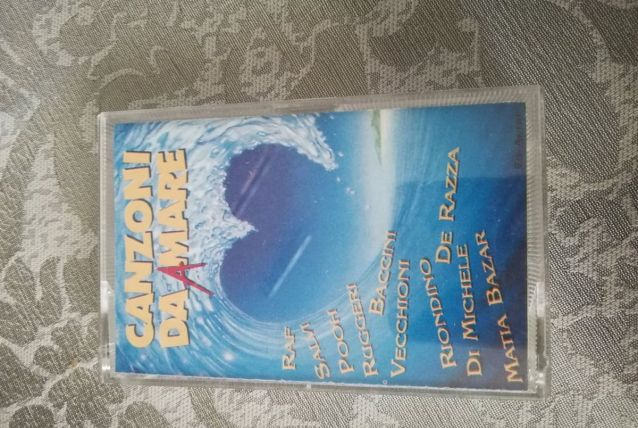 CANZONI
DA AMARE
RAF
SALVI
POOH
RUGGERI
BACCINI
VECCHIONI
RIONDINO
DE RAZZA
DI MICHELE
MATIA BAZAR